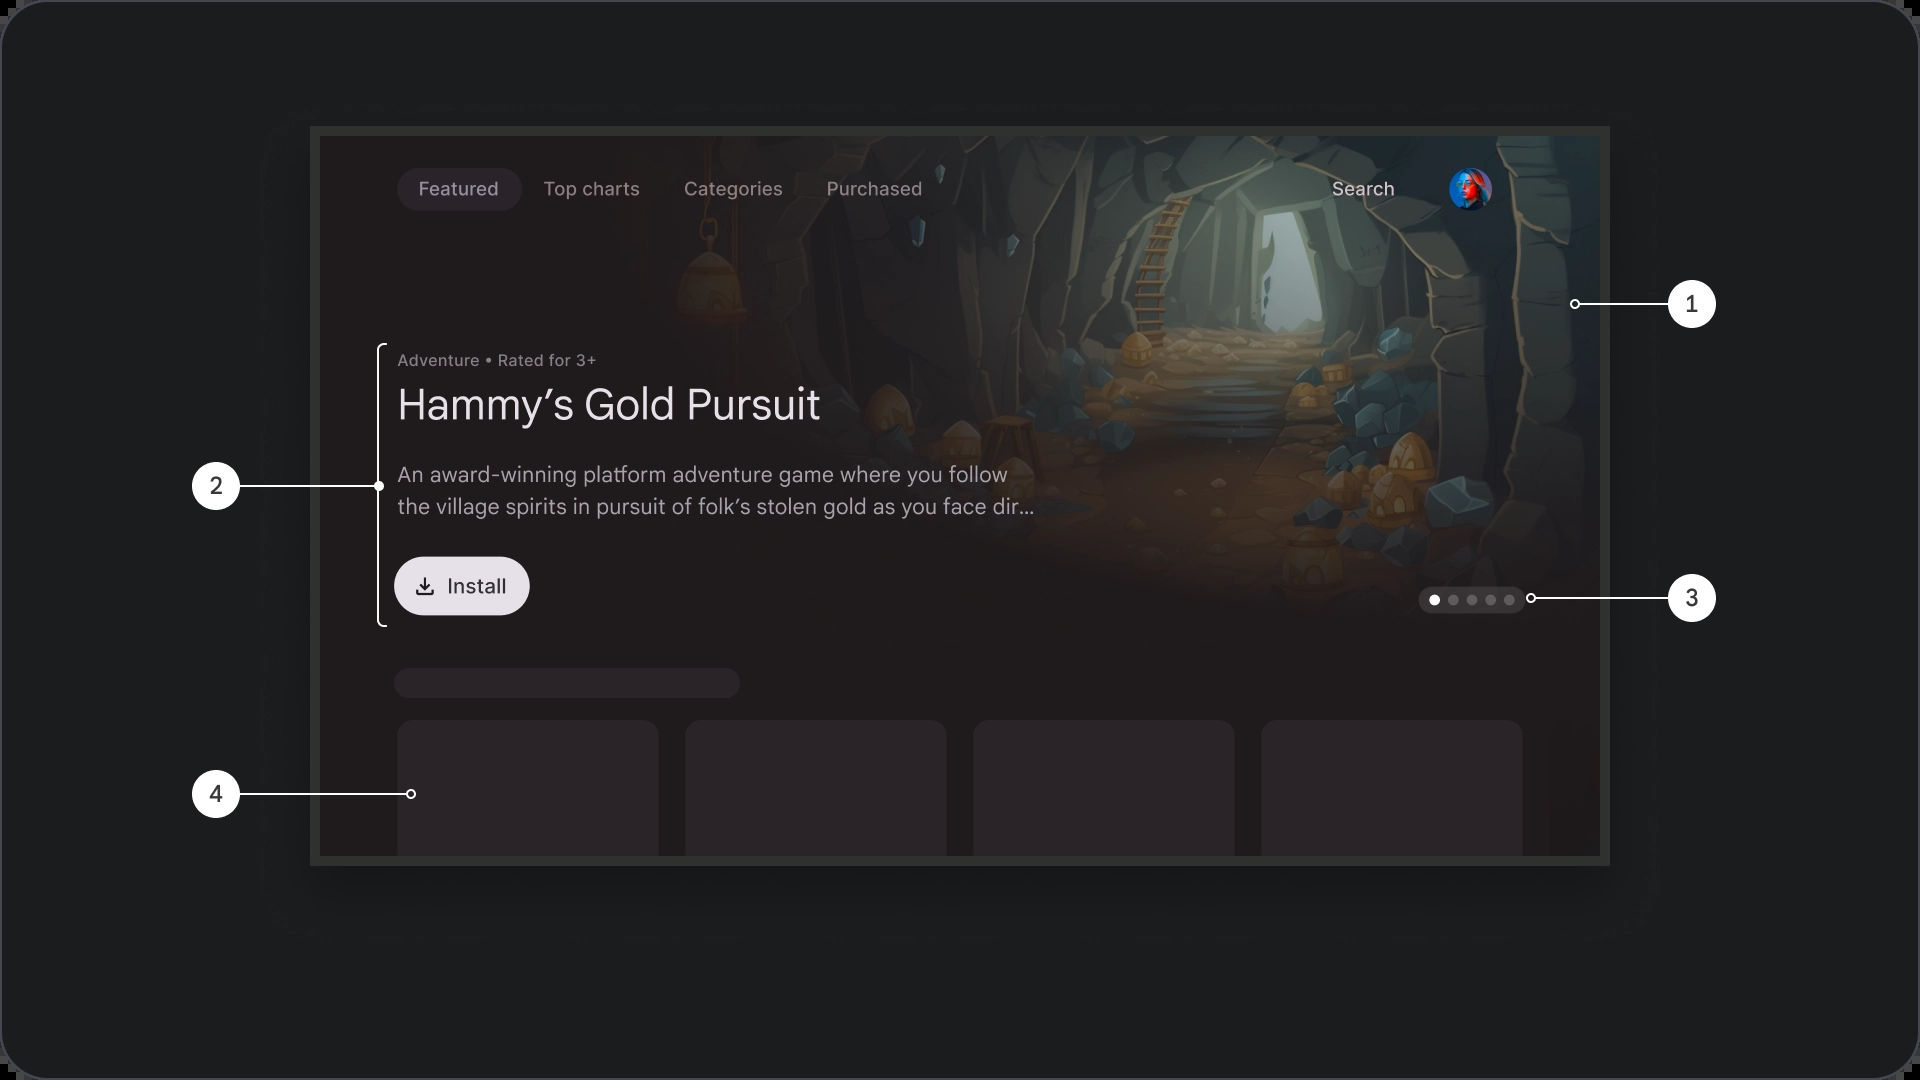 Featured
Top charts
Categories
Purchased
Search
1
Adventure • Rated for 3+
Hammy’s Gold Pursuit
2
An award-winning platform adventure game where you follow
the village spirits in pursuit of folk’s stolen gold as you face dir...
Install
3
4